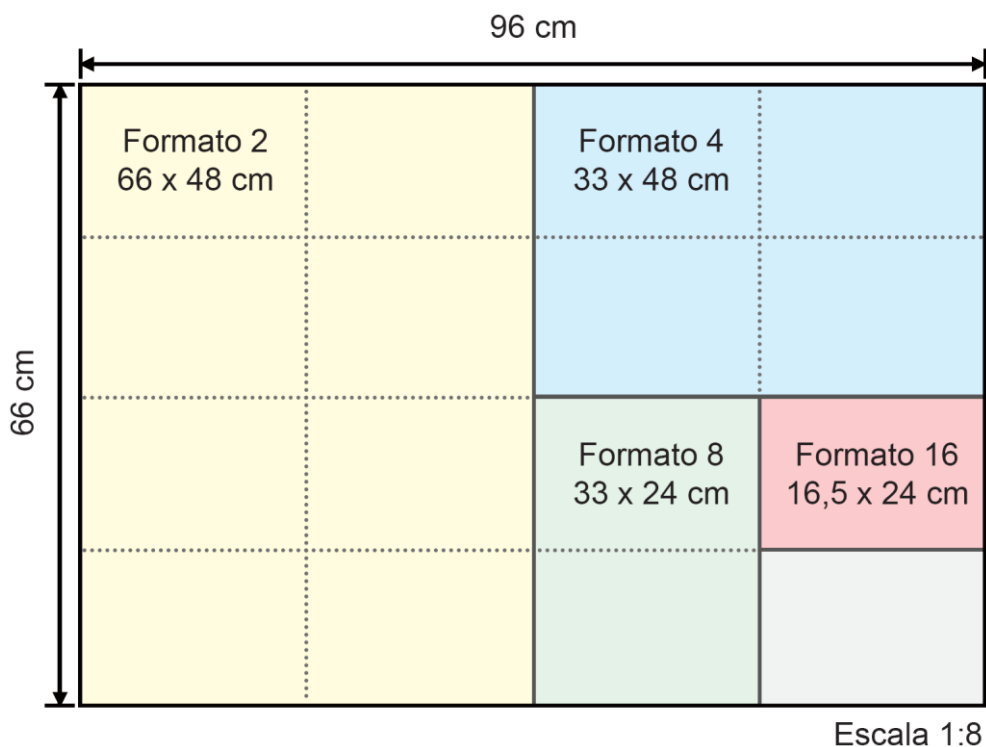 96 cm
66 cm
Formato 2
66 x 48 cm
Formato 4
33 x 48 cm
Formato 8
33 x 24 cm
Formato 16
16,5 x 24 cm
Escala 1:8